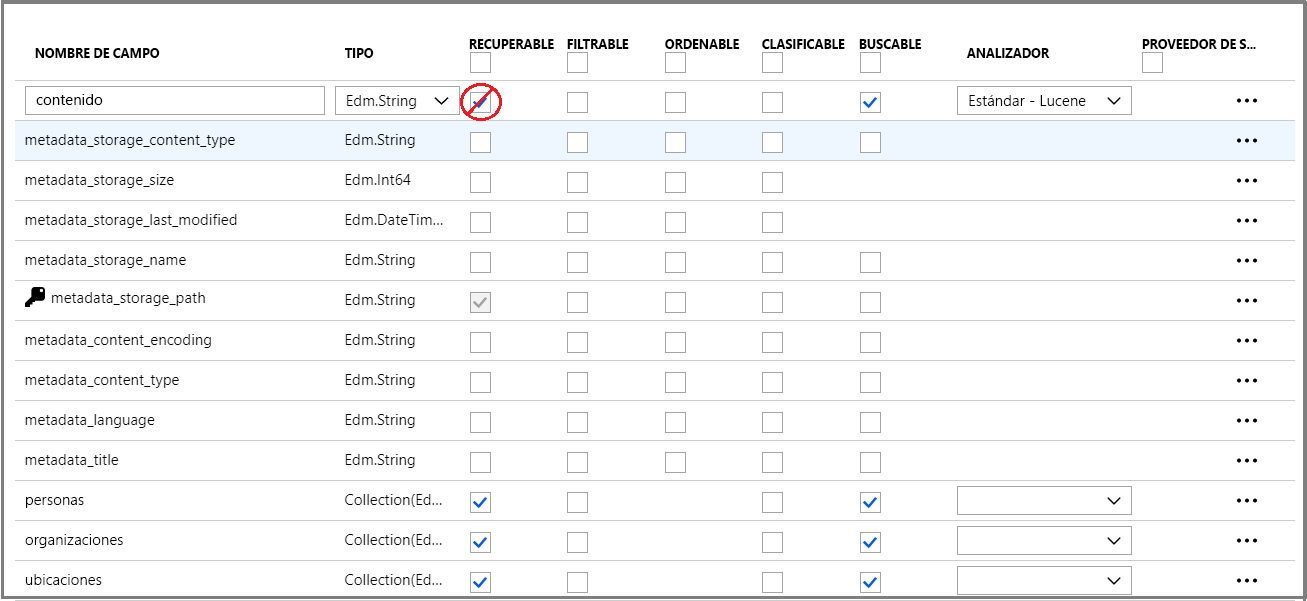 NOMBRE DE CAMPO TIPO RECUPERABLE FILTRABLE ORDENABLE CLASIFICABLE BUSCABLE ANALIZADOR PROVEEDOR DE S...
contenido Edm.String Estándar - Lucene
metadata_storage_content_type Edm.String
metadata_storage_size Edm.Int64
metadata_storage_last_modified Edm.DateTim...
metadata_storage_name Edm.String
metadata_storage_path Edm.String
metadata_content_encoding Edm.String
metadata_content_type Edm.String
metadata_language Edm.String
metadata_title Edm.String
personas Collection(Ed...
organizaciones Collection(Ed...
ubicaciones Collection(Ed...